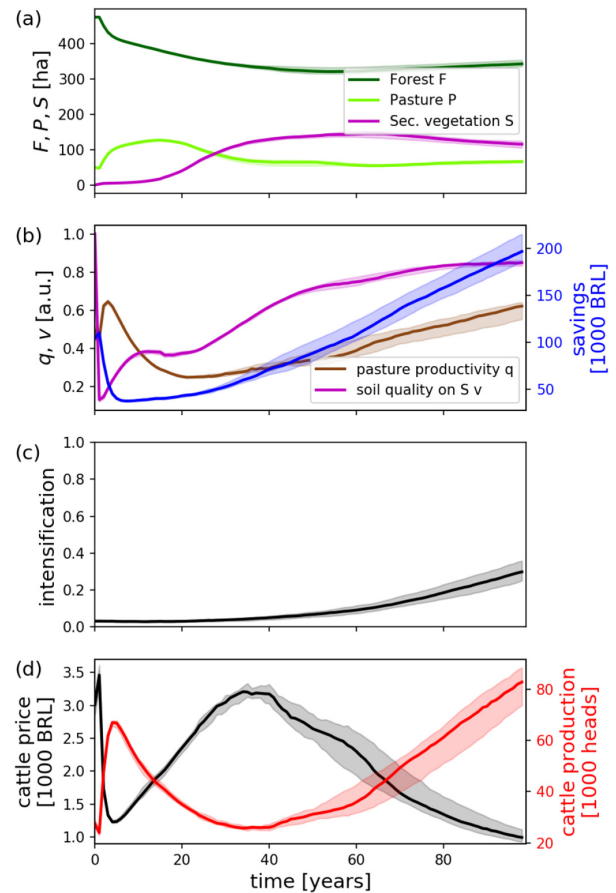 (a)
F, P, S [ha]
400
300
200
100
0
Forest F
Pasture P
Sec. vegetation S
(b)
q, v [a.u.]
1.0
0.8
0.6
0.4
0.2
pasture productivity q
soil quality on S v
200
150
100
50
savings
[1000 BRL]
(c)
intensification
1.0
0.8
0.6
0.4
0.2
0.0
(d)
cattle price
[1000 BRL]
3.5
3.0
2.5
2.0
1.5
1.0
80
60
40
20
cattle production
[1000 heads]
0 20 40 60 80
time [years]